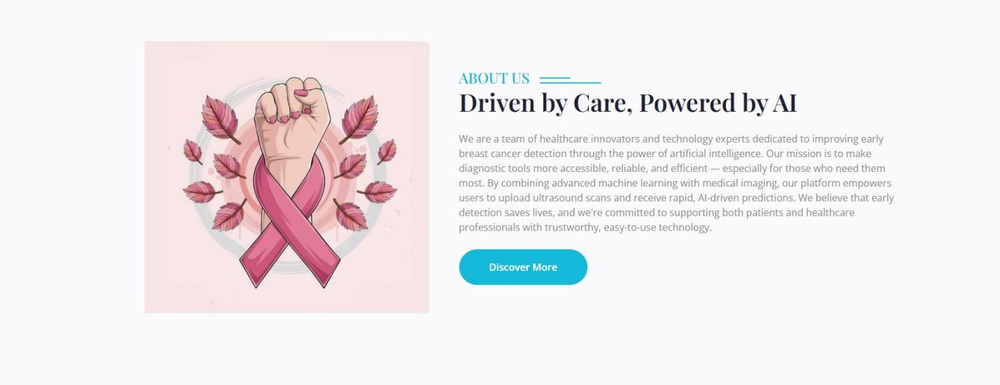 ABOUT US
Driven by Care, Powered by AI
We are a team of healthcare innovators and technology experts dedicated to improving early
breast cancer detection through the power of artificial intelligence. Our mission is to make
diagnostic tools more accessible, reliable, and efficient — especially for those who need them
most. By combining advanced machine learning with medical imaging, our platform empowers
users to upload ultrasound scans and receive rapid, AI-driven predictions. We believe that early
detection saves lives, and we're committed to supporting both patients and healthcare
professionals with trustworthy, easy-to-use technology.
Discover More